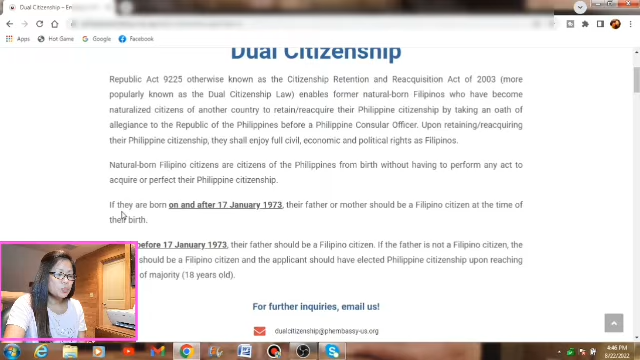 Dual Citizenship | Em
Apps Hot Game Gmail YouTube Facebook
Dual Citizenship
Republic Act 9225 otherwise known as the Citizenship Retention and Reacquisition Act of 2003 (more
popularly known as the Dual Citizenship Law) enables former natural-born Filipinos who have become
naturalized citizens of another country to retain/reacquire their Philippine citizenship by taking an oath of
allegiance to the Republic of the Philippines before a Philippine Consular Officer. Upon retaining/reacquiring
their Philippine citizenship, they shall enjoy full civil, economic and political rights as Filipinos.
Natural-born Filipino citizens are citizens of the Philippines from birth without having to perform any act to
acquire or perfect their Philippine citizenship.
If they are born on and after 17 January 1973, their father or mother should be a Filipino citizen at the time of
their birth.
before 17 January 1973, their father should be a Filipino citizen. If the father is not a Filipino citizen, the
should be a Filipino citizen and the applicant should have elected Philippine citizenship upon reaching
of majority (18 years old).
For further inquiries, email us!
dualcitizenship@phembassy-us.org
4:46 PM
8/22/2022